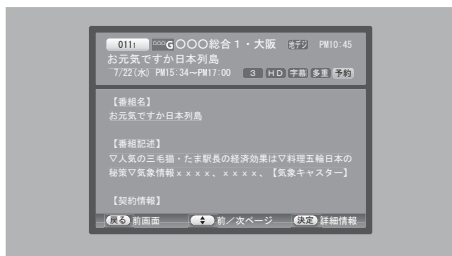 0111 G〇〇〇総合1・大阪 地デジ PM10:45
お元気ですか日本列島
7/22(水) PM15:34~PM17:00 3 HD 字幕 多重 予約
【番組名】
お元気ですか日本列島
【番組記述】
▽人気の三毛猫・たま駅長の経済効果は▽料理五輪日本の
秘策▽気象情報xxxx、xxxx、【気象キャスター】
【契約情報】
戻る 前画面 前/次ページ 決定 詳細情報